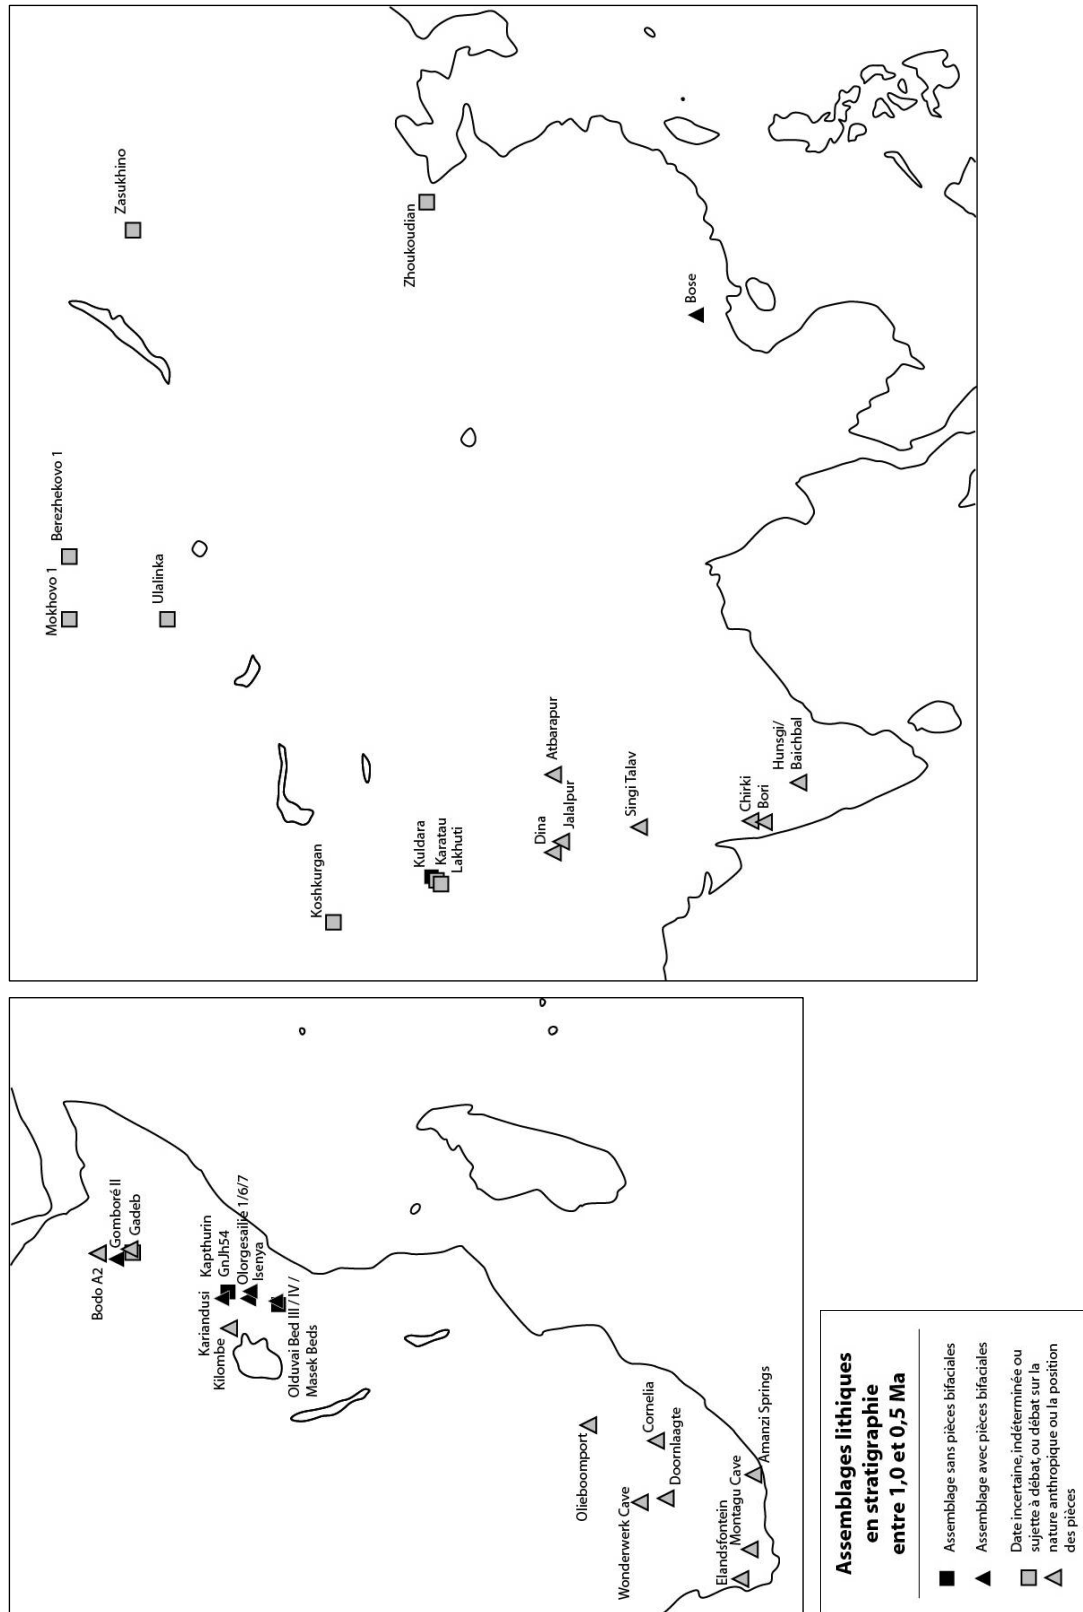 Zasukhino
Zhoukoudian
Bose
Mokhovo 1
Berezhekovo 1
Ulalinka
Koshkurgan
Kuldara
Karatau
Lakhuti
Dina
Jalalpur
Atbarapur
Singi Talav
Chirki
Bori
Hunsgi/
Baichbal
Bodo A2
Gomboré II
Gadeb
Kariandusi
Kilombe
Kapthurin
GnJh54
Olorgesailie 1/6/7
Isenya
Olduvai Bed III / IV /
Masek Beds
Olieboomport
Wonderwerk Cave
Cornelia
Doornlaagte
Elandsfontein
Montagu Cave
Amanzi Springs
Assemblages lithiques
en stratigraphie
entre 1,0 et 0,5 Ma
Assemblage sans pièces bifaciales
Assemblage avec pièces bifaciales
Date incertaine, indéterminée ou
sujette à débat, ou débat sur la
nature anthropique ou la position
des pièces